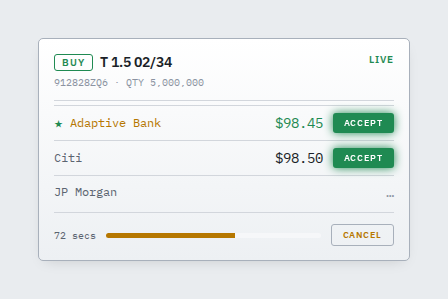 BUY T 1.5 02/34 LIVE
912828ZQ6 · QTY 5,000,000
★ Adaptive Bank $98.45 ACCEPT
Citi $98.50 ACCEPT
JP Morgan …
72 secs CANCEL